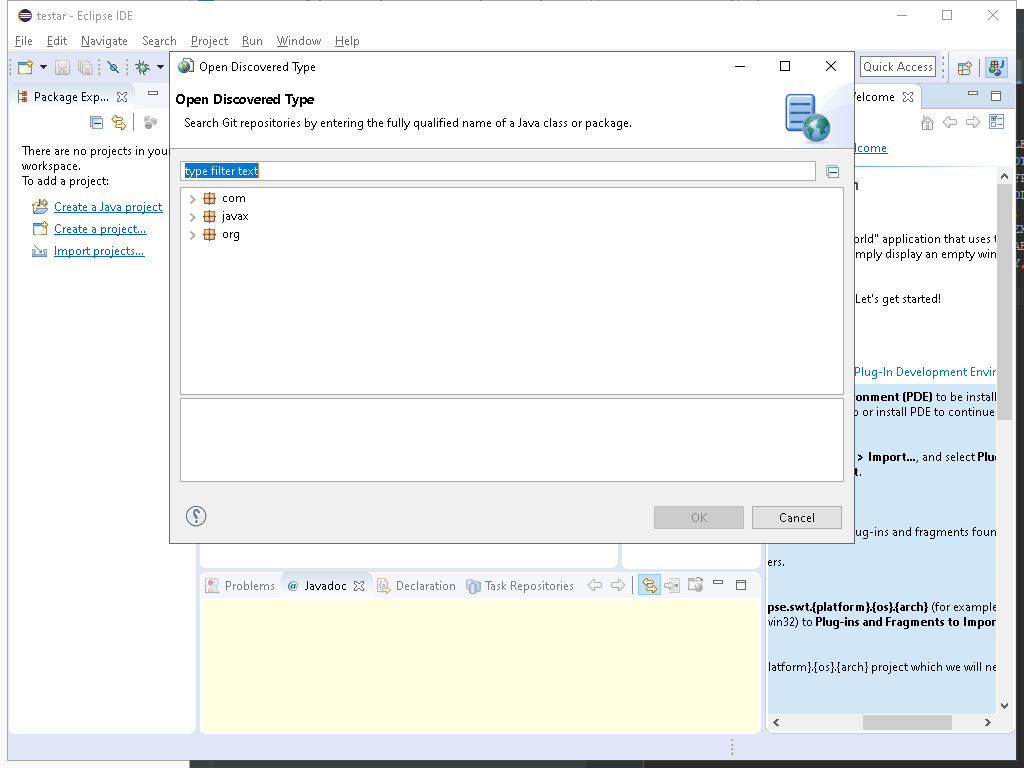 testar - Eclipse IDE
File Edit Navigate Search Project Run Window Help
Quick Access
Package Exp...
There are no projects in your
workspace.
To add a project:
Create a Java project
Create a project...
Import projects...
Open Discovered Type
Open Discovered Type
Search Git repositories by entering the fully qualified name of a Java class or package.
type filter text
com
javax
org
OK
Cancel
Problems
@ Javadoc
Declaration
Task Repositories
elcome
come
orld" application that uses t
mply display an empty win
Let's get started!
Plug-In Development Envir
onment (PDE) to be install
or install PDE to continue
> Import..., and select Plu
t.
ug-ins and fragments foun
ers.
pse.swt.{platform}.{os}.{arch} (for example
vin32) to Plug-ins and Fragments to Impor
latform}.{os}.{arch} project which we will ne